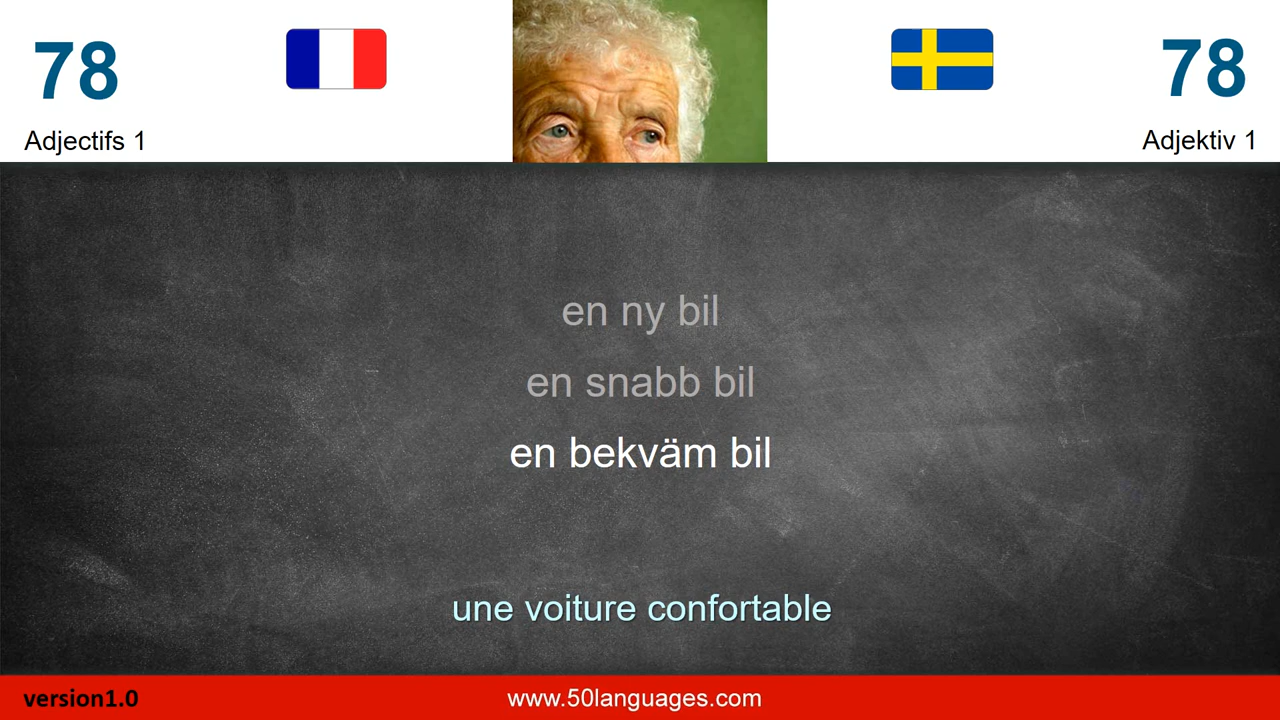 78
78
Adjectifs 1
Adjektiv 1
en ny bil
en snabb bil
en bekväm bil
une voiture confortable
version1.0
www.50languages.com